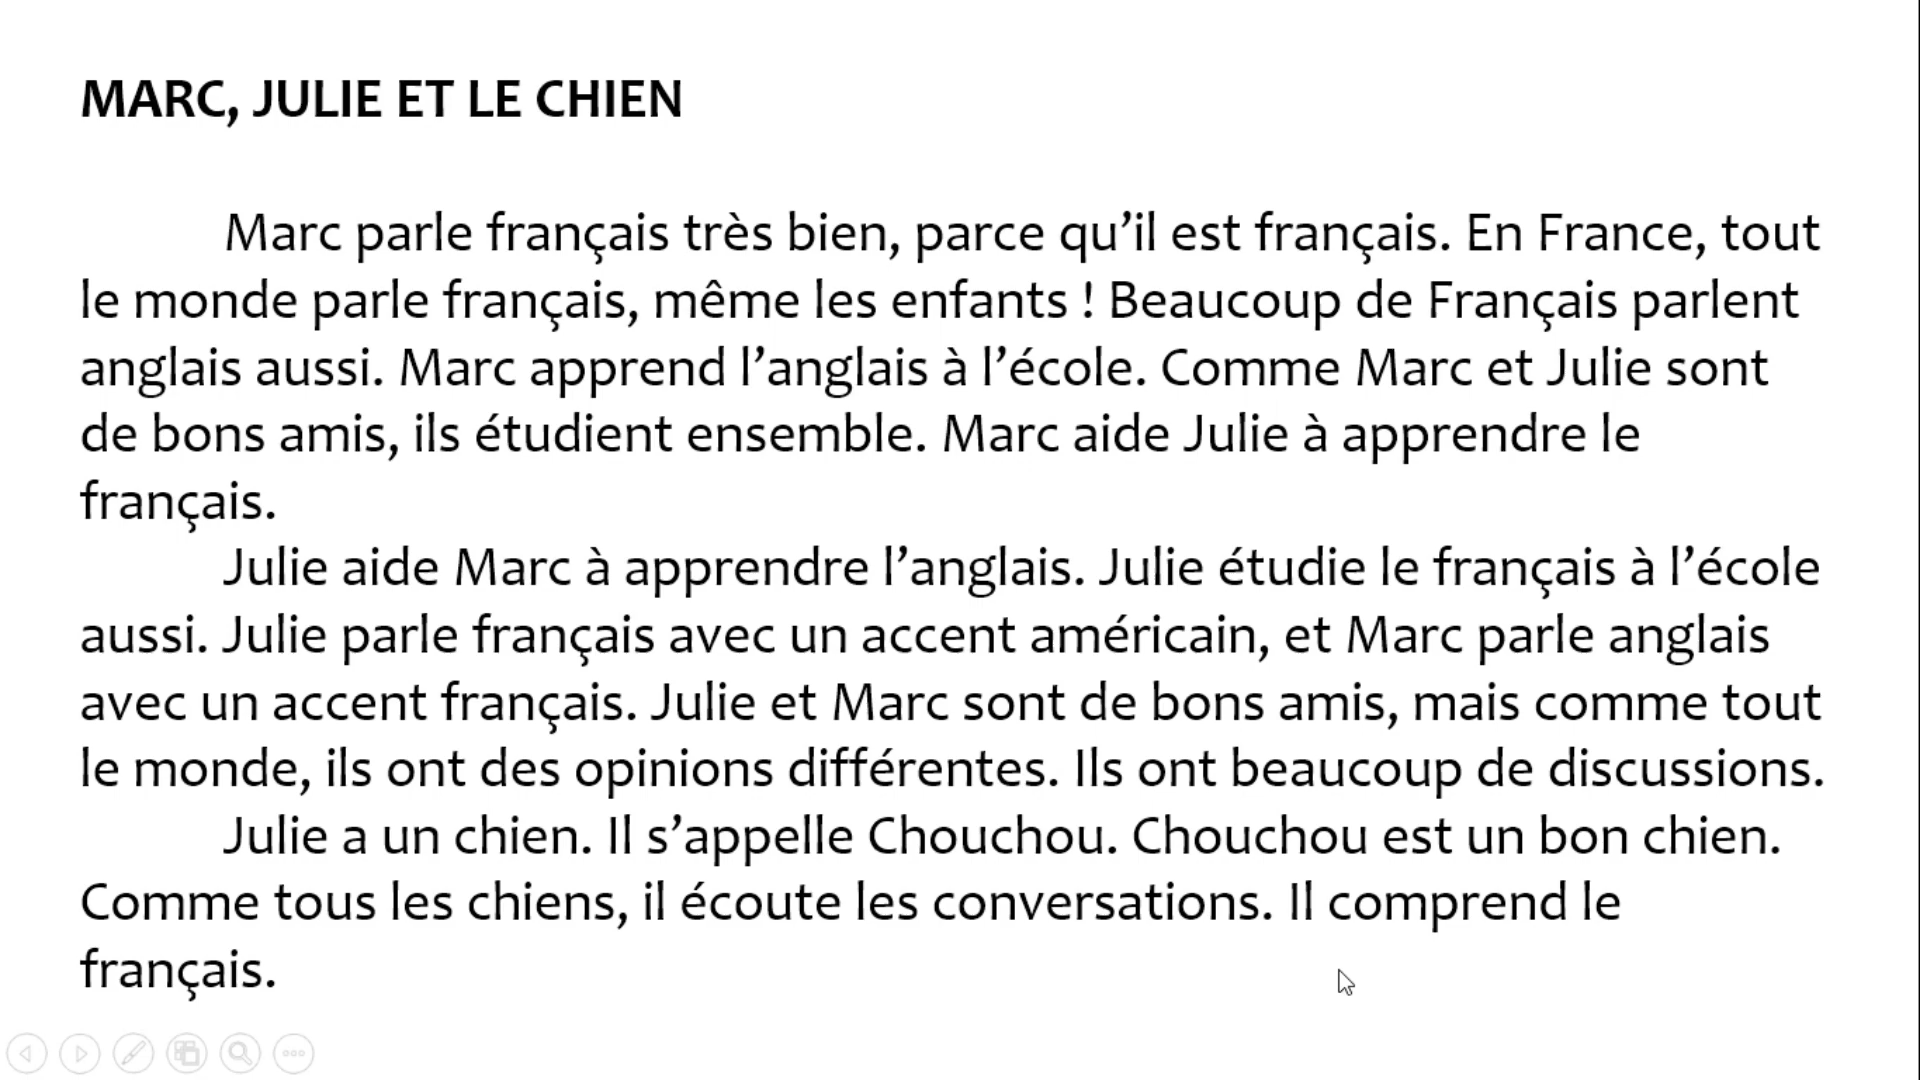 MARC, JULIE ET LE CHIEN
Marc parle français très bien, parce qu’il est français. En France, tout
le monde parle français, même les enfants ! Beaucoup de Français parlent
anglais aussi. Marc apprend l’anglais à l’école. Comme Marc et Julie sont
de bons amis, ils étudient ensemble. Marc aide Julie à apprendre le
français.
Julie aide Marc à apprendre l’anglais. Julie étudie le français à l’école
aussi. Julie parle français avec un accent américain, et Marc parle anglais
avec un accent français. Julie et Marc sont de bons amis, mais comme tout
le monde, ils ont des opinions différentes. Ils ont beaucoup de discussions.
Julie a un chien. Il s’appelle Chouchou. Chouchou est un bon chien.
Comme tous les chiens, il écoute les conversations. Il comprend le
français.